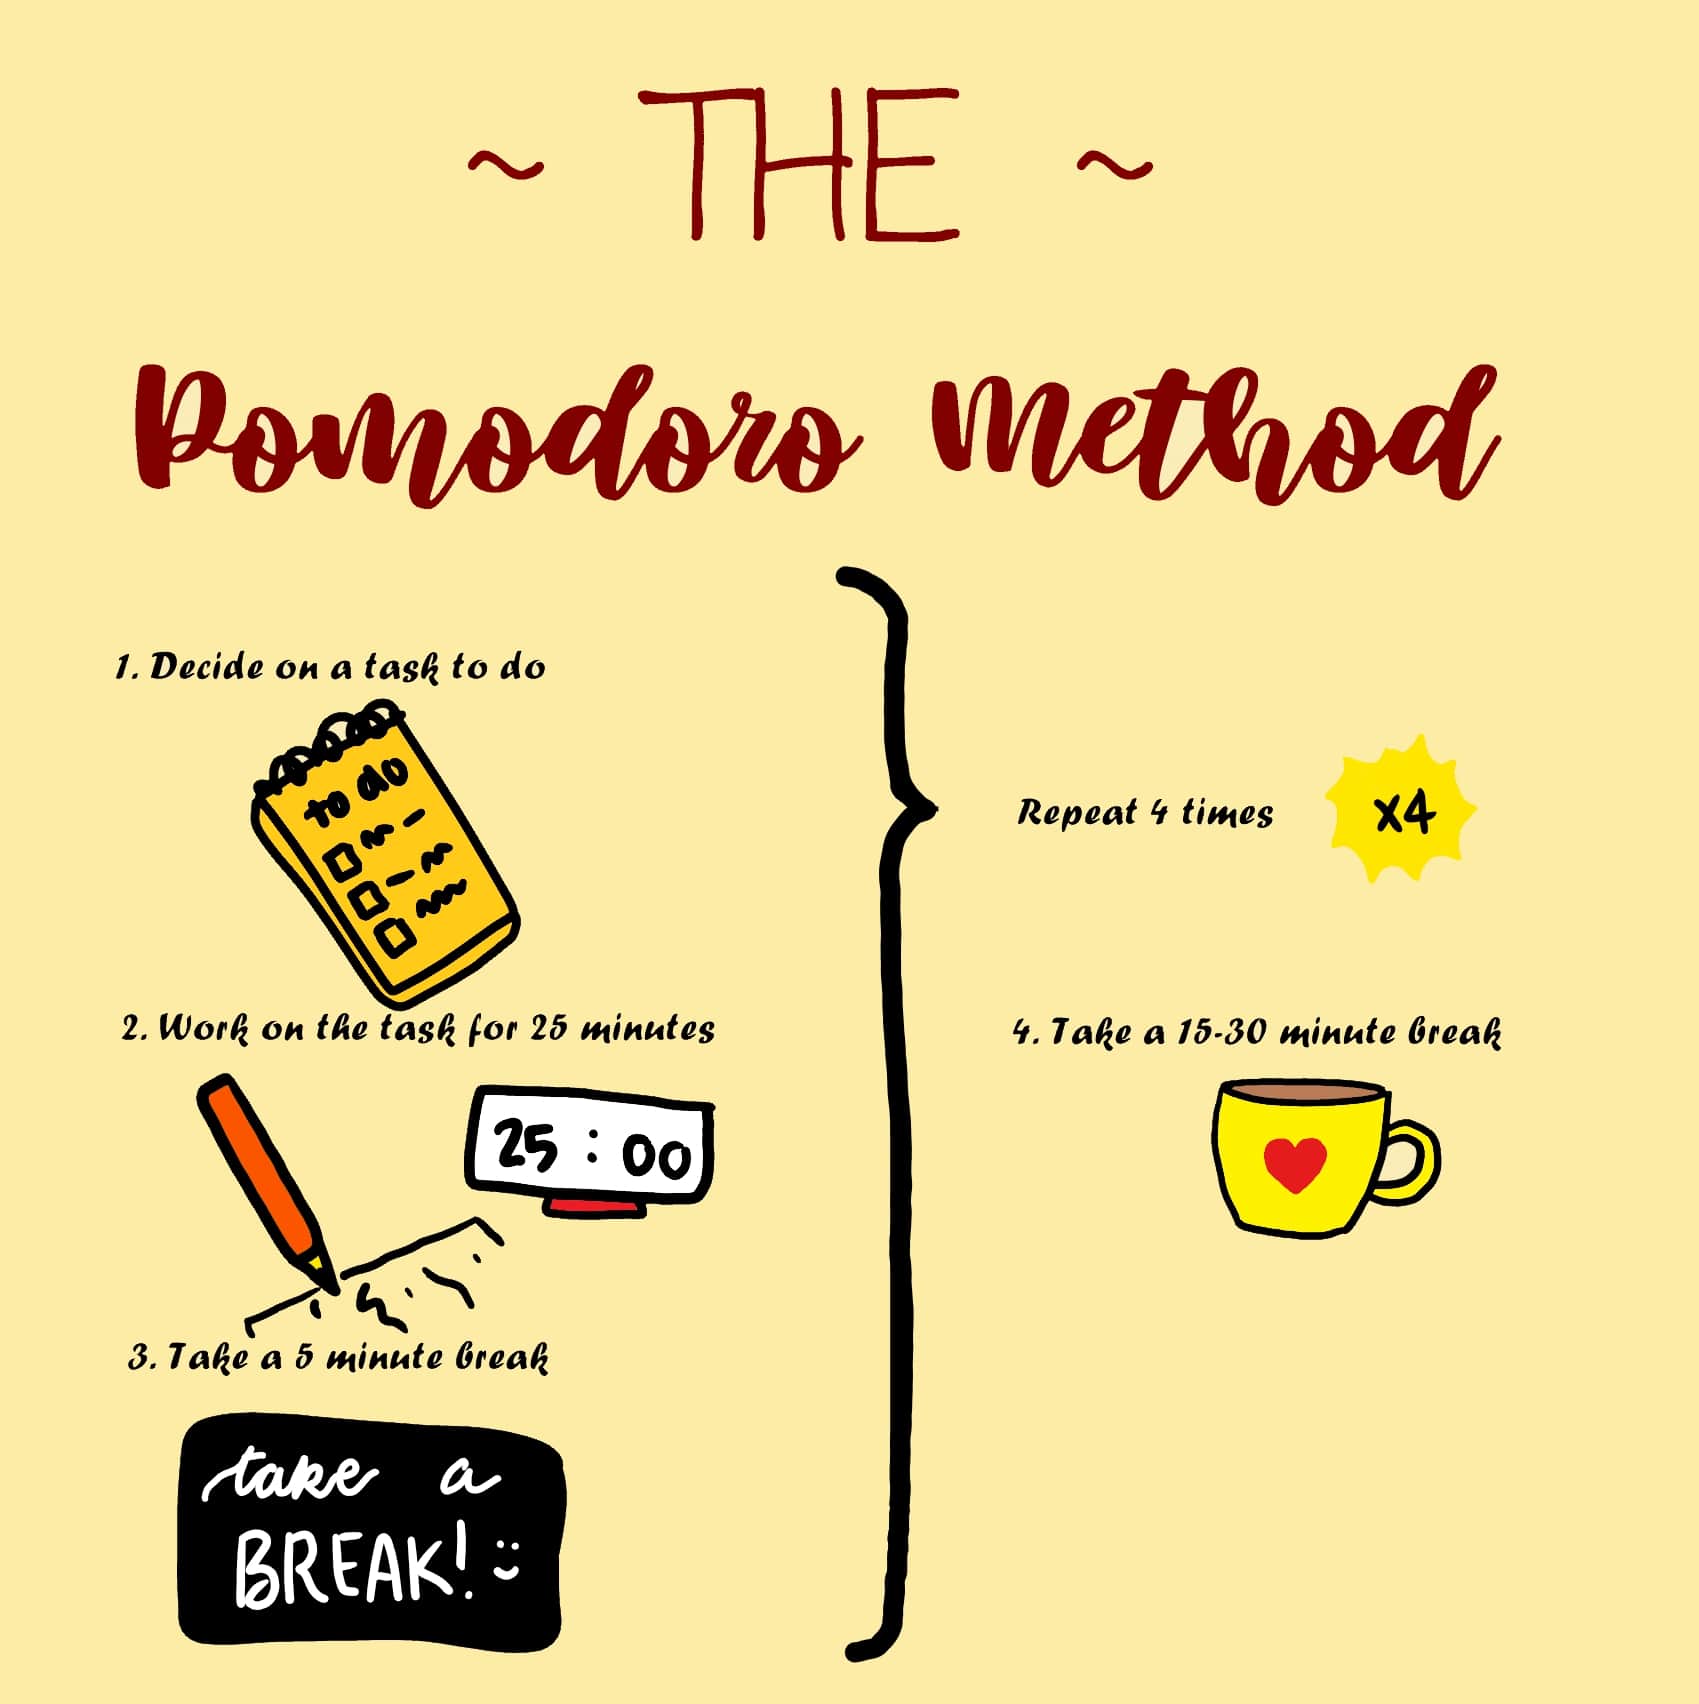 ~ THE ~
Pomodoro Method
1. Decide on a task to do
to do
2. Work on the task for 25 minutes
25:00
3. Take a 5 minute break
take a
BREAK! :)
Repeat 4 times
x4
4. Take a 15-30 minute break